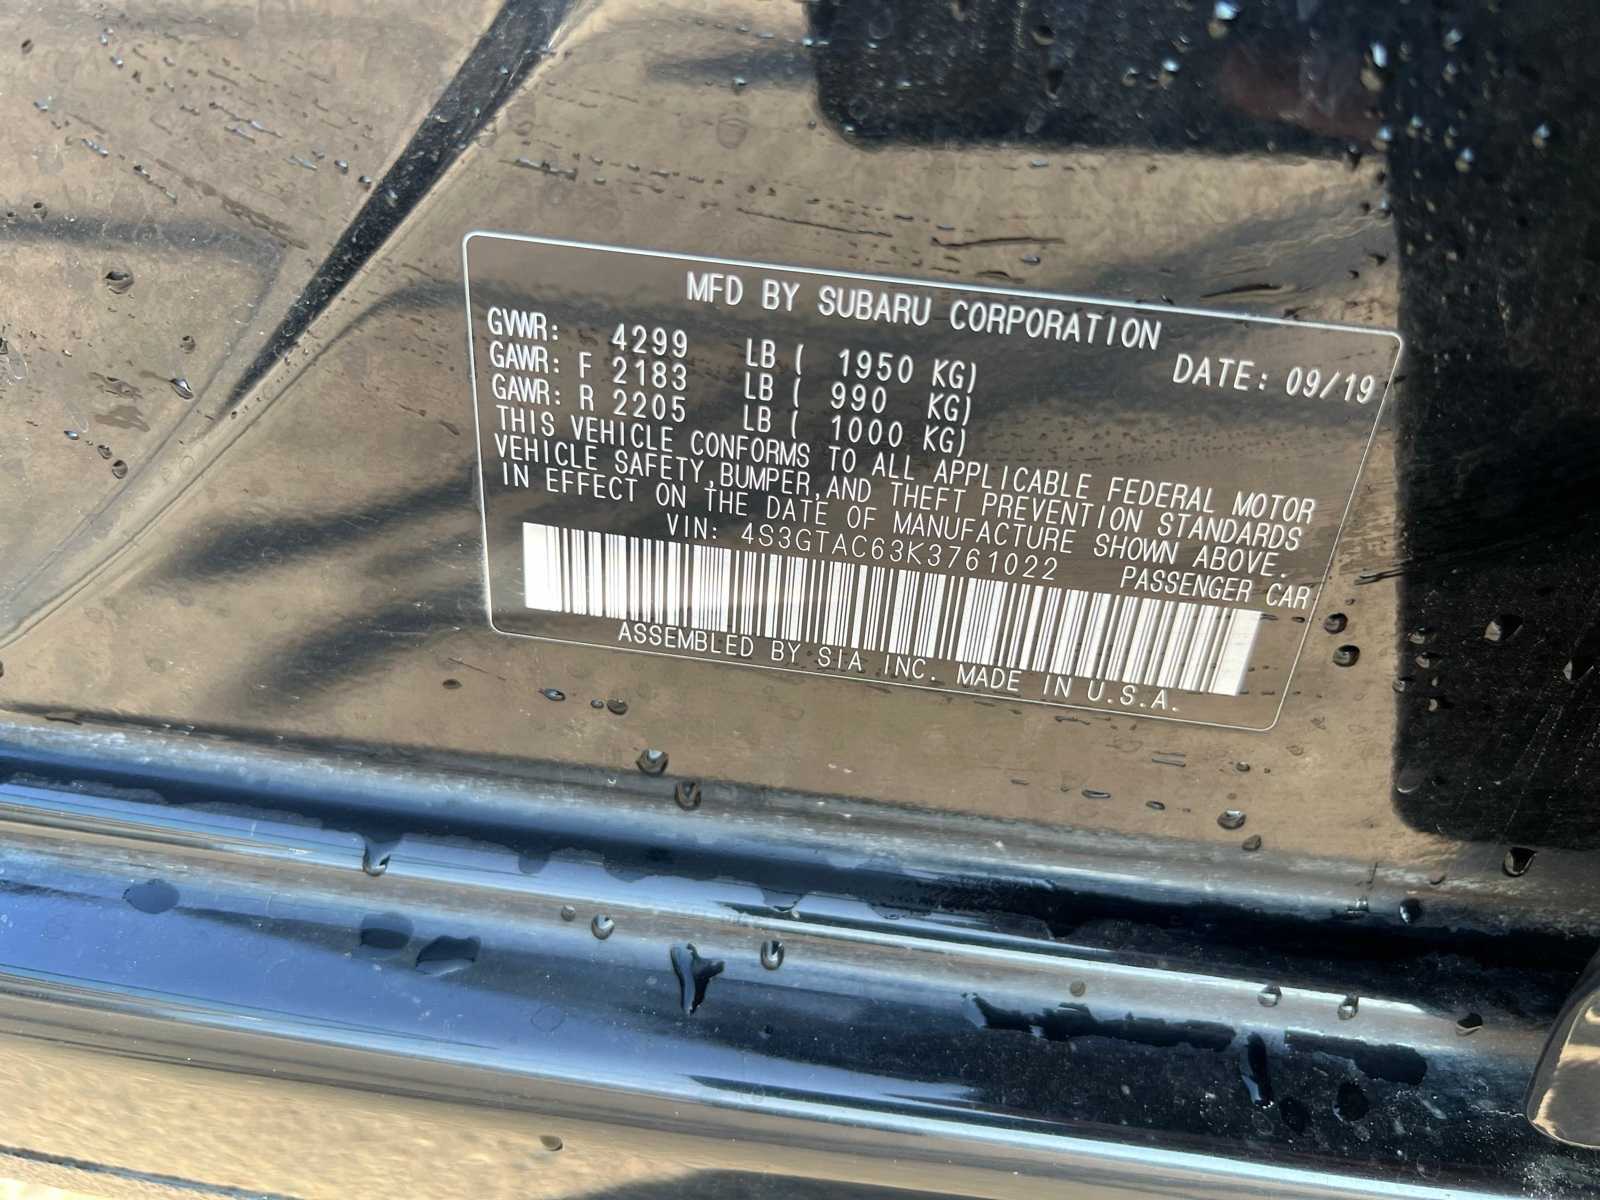 MFD BY SUBARU CORPORATION
GVWR: 4299 LB ( 1950 KG) DATE: 09/19
GAWR: F 2183 LB ( 990 KG)
GAWR: R 2205 LB ( 1000 KG)
THIS VEHICLE CONFORMS TO ALL APPLICABLE FEDERAL MOTOR
VEHICLE SAFETY,BUMPER,AND THEFT PREVENTION STANDARDS
IN EFFECT ON THE DATE OF MANUFACTURE SHOWN ABOVE.
VIN: 4S3GTAC63K3761022 PASSENGER CAR
ASSEMBLED BY SIA INC. MADE IN U.S.A.